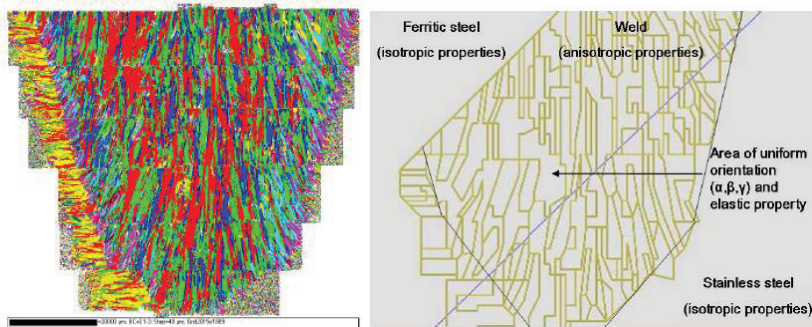 Ferritic steel
(isotropic properties)
Weld
(anisotropic properties)
Area of uniform
orientation
(α,β,γ) and
elastic property
Stainless steel
(isotropic properties)